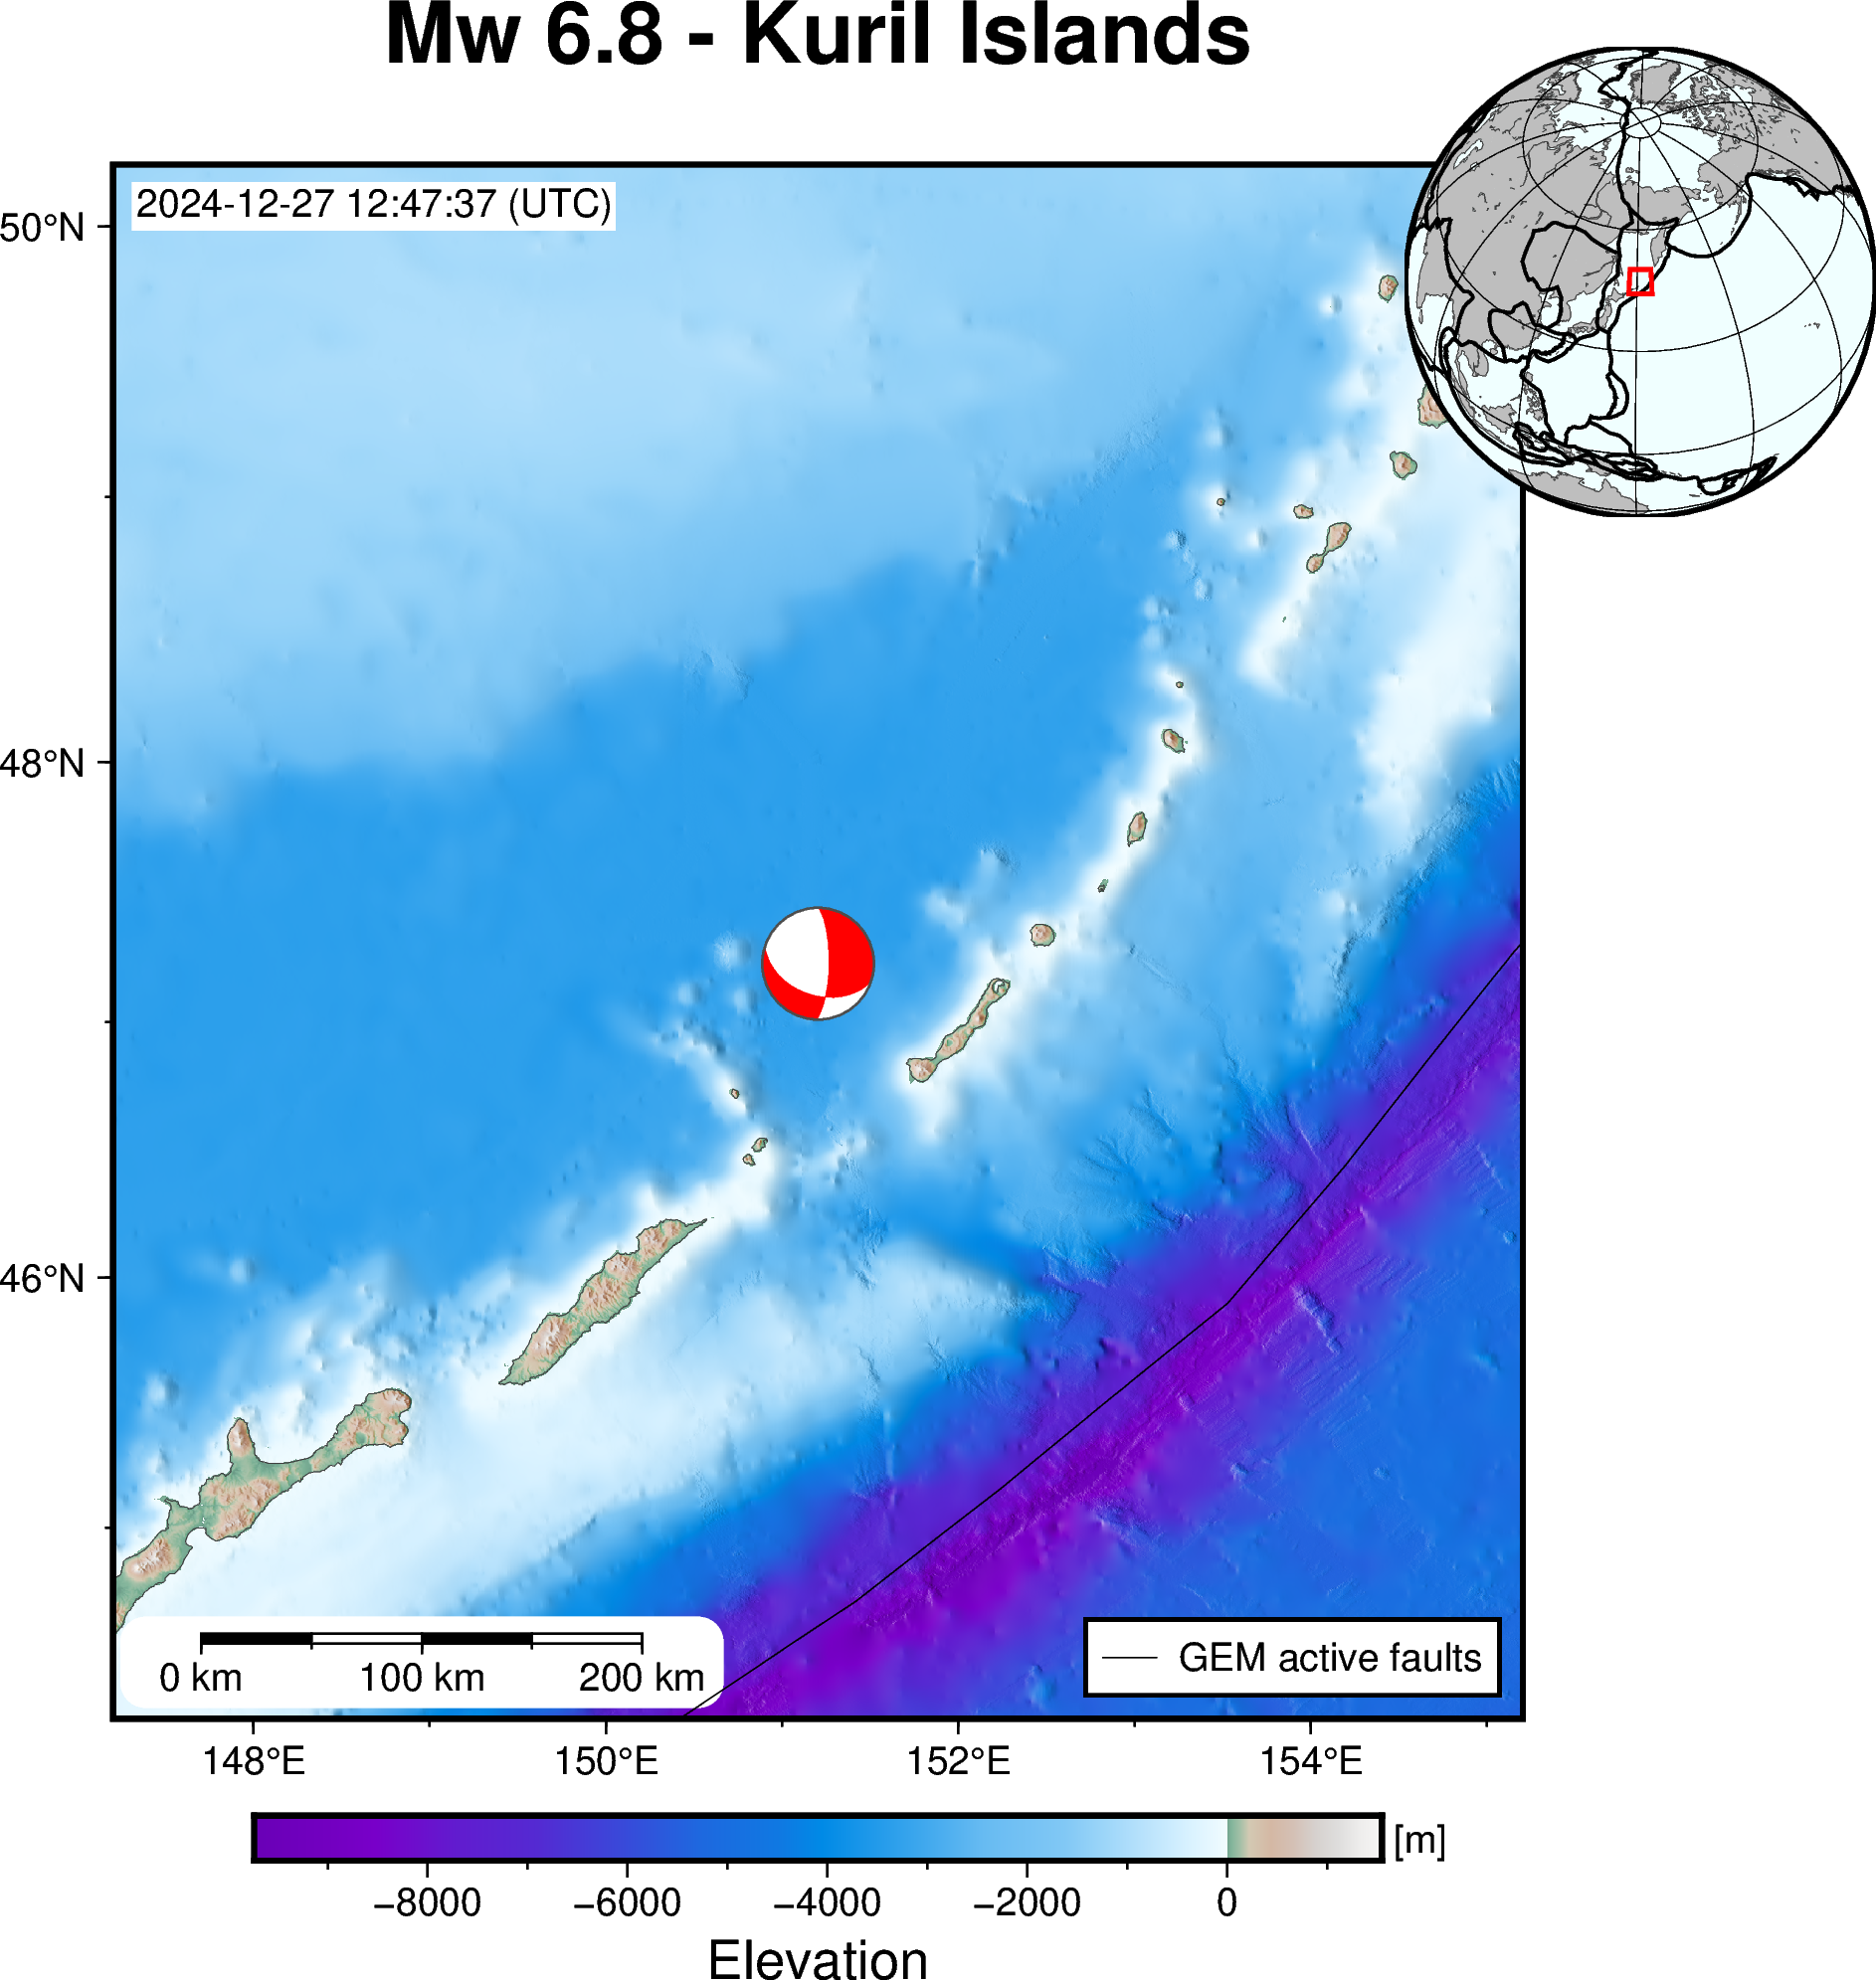 Mw 6.8 - Kuril Islands
2024-12-27 12:47:37 (UTC)
50°N
48°N
46°N
0 km 100 km 200 km
GEM active faults
148°E 150°E 152°E 154°E
[m]
−8000 −6000 −4000 −2000 0
Elevation